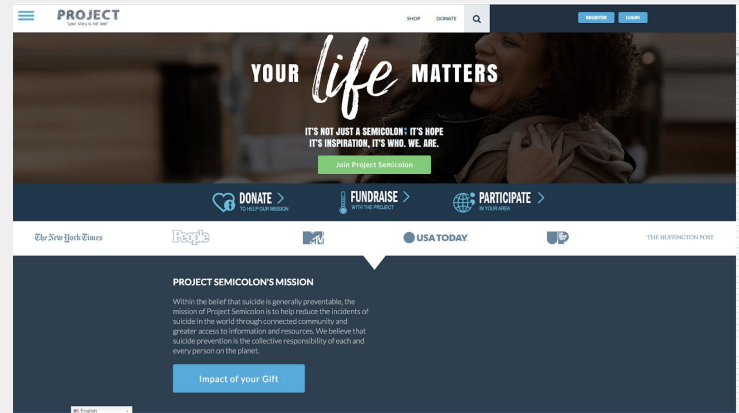 PROJECT
"your story is not over"
SHOP DONATE
REGISTER LOGIN
YOUR life MATTERS
IT'S NOT JUST A SEMICOLON; IT'S HOPE
IT'S INSPIRATION, IT'S WHO. WE. ARE.
Join Project Semicolon
DONATE >
TO HELP OUR MISSION
FUNDRAISE >
WITH THE PROJECT
PARTICIPATE >
IN YOUR AREA
The New York Times
People
MTV
USA TODAY
UP
THE HUFFINGTON POST
PROJECT SEMICOLON'S MISSION
Within the belief that suicide is generally preventable, the
mission of Project Semicolon is to help reduce the incidents of
suicide in the world through connected community and
greater access to information and resources. We believe that
suicide prevention is the collective responsibility of each and
every person on the planet.
Impact of your Gift
English